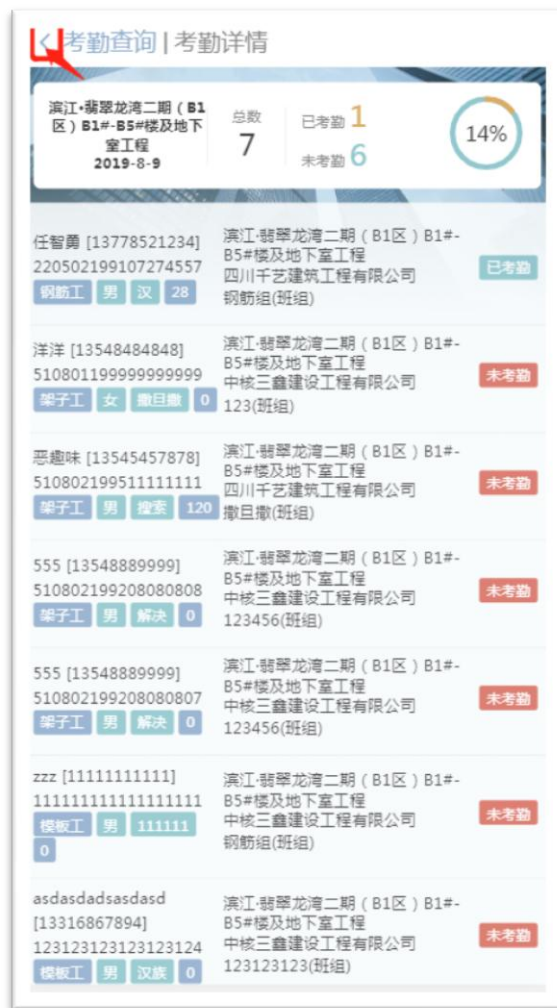 考勤查询 | 考勤详情
滨江·翡翠龙湾二期（B1
区）B1#-B5#楼及地下
室工程
2019-8-9
总数
7
已考勤 1
未考勤 6
14%
任智勇 [13778521234]
220502199107274557
钢筋工 男 汉 28
滨江·翡翠龙湾二期（B1区）B1#-
B5#楼及地下室工程
四川千艺建筑工程有限公司
钢筋组(班组)
已考勤
洋洋 [13548484848]
510801199999999999
架子工 女 撒旦撒 0
滨江·翡翠龙湾二期（B1区）B1#-
B5#楼及地下室工程
中核三鑫建设工程有限公司
123(班组)
未考勤
恶趣味 [13545457878]
510802199511111111
架子工 男 搜索 120
滨江·翡翠龙湾二期（B1区）B1#-
B5#楼及地下室工程
四川千艺建筑工程有限公司
撒旦撒(班组)
未考勤
555 [13548889999]
510802199208080808
架子工 男 解决 0
滨江·翡翠龙湾二期（B1区）B1#-
B5#楼及地下室工程
中核三鑫建设工程有限公司
123456(班组)
未考勤
555 [13548889999]
510802199208080807
架子工 男 解决 0
滨江·翡翠龙湾二期（B1区）B1#-
B5#楼及地下室工程
中核三鑫建设工程有限公司
123456(班组)
未考勤
zzz [11111111111]
111111111111111111
模板工 男 111111
0
滨江·翡翠龙湾二期（B1区）B1#-
B5#楼及地下室工程
中核三鑫建设工程有限公司
钢筋组(班组)
未考勤
asdasdadsasdasd
[13316867894]
123123123123123124
模板工 男 汉族 0
滨江·翡翠龙湾二期（B1区）B1#-
B5#楼及地下室工程
中核三鑫建设工程有限公司
123123123(班组)
未考勤